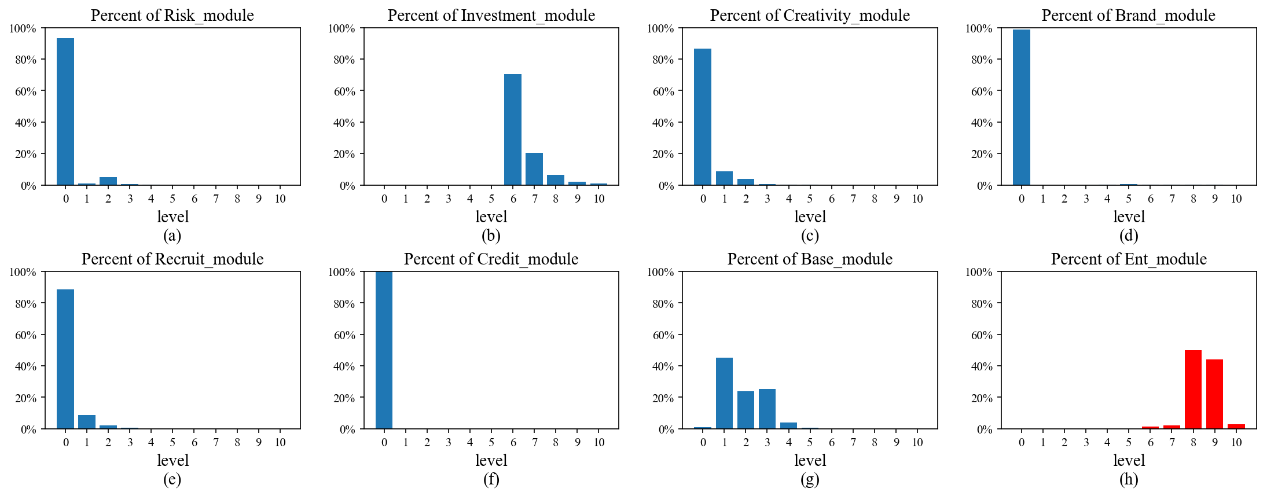 Percent of Risk_module
100%
80%
60%
40%
20%
0%
0 1 2 3 4 5 6 7 8 9 10
level
(a)
Percent of Investment_module
100%
80%
60%
40%
20%
0%
0 1 2 3 4 5 6 7 8 9 10
level
(b)
Percent of Creativity_module
100%
80%
60%
40%
20%
0%
0 1 2 3 4 5 6 7 8 9 10
level
(c)
Percent of Brand_module
100%
80%
60%
40%
20%
0%
0 1 2 3 4 5 6 7 8 9 10
level
(d)
Percent of Recruit_module
100%
80%
60%
40%
20%
0%
0 1 2 3 4 5 6 7 8 9 10
level
(e)
Percent of Credit_module
100%
80%
60%
40%
20%
0%
0 1 2 3 4 5 6 7 8 9 10
level
(f)
Percent of Base_module
100%
80%
60%
40%
20%
0%
0 1 2 3 4 5 6 7 8 9 10
level
(g)
Percent of Ent_module
100%
80%
60%
40%
20%
0%
0 1 2 3 4 5 6 7 8 9 10
level
(h)